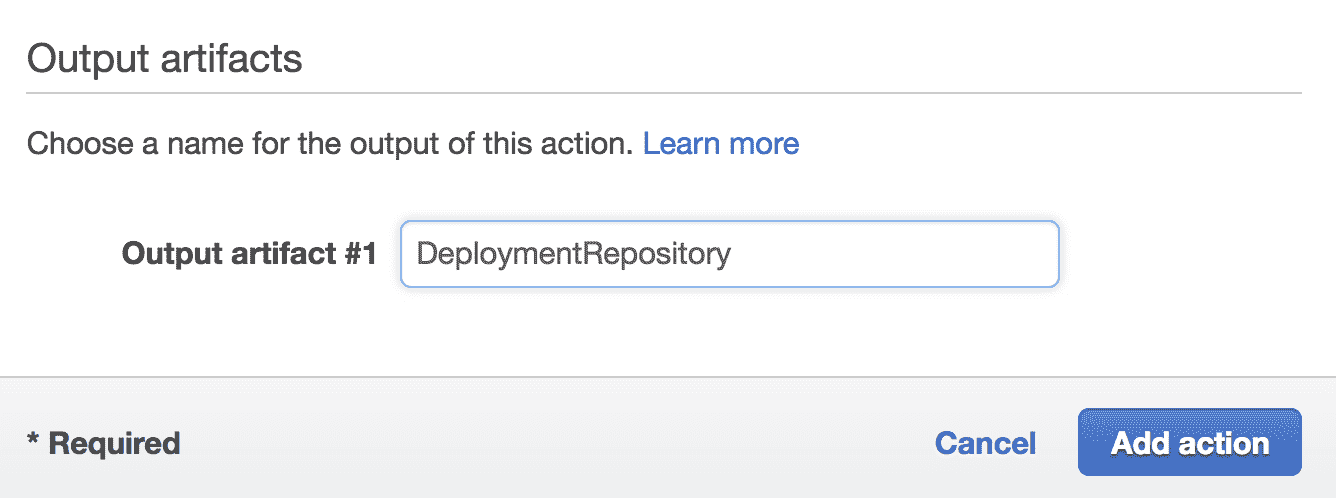 Output artifacts
Choose a name for the output of this action. Learn more
Output artifact #1 DeploymentRepository
* Required Cancel Add action